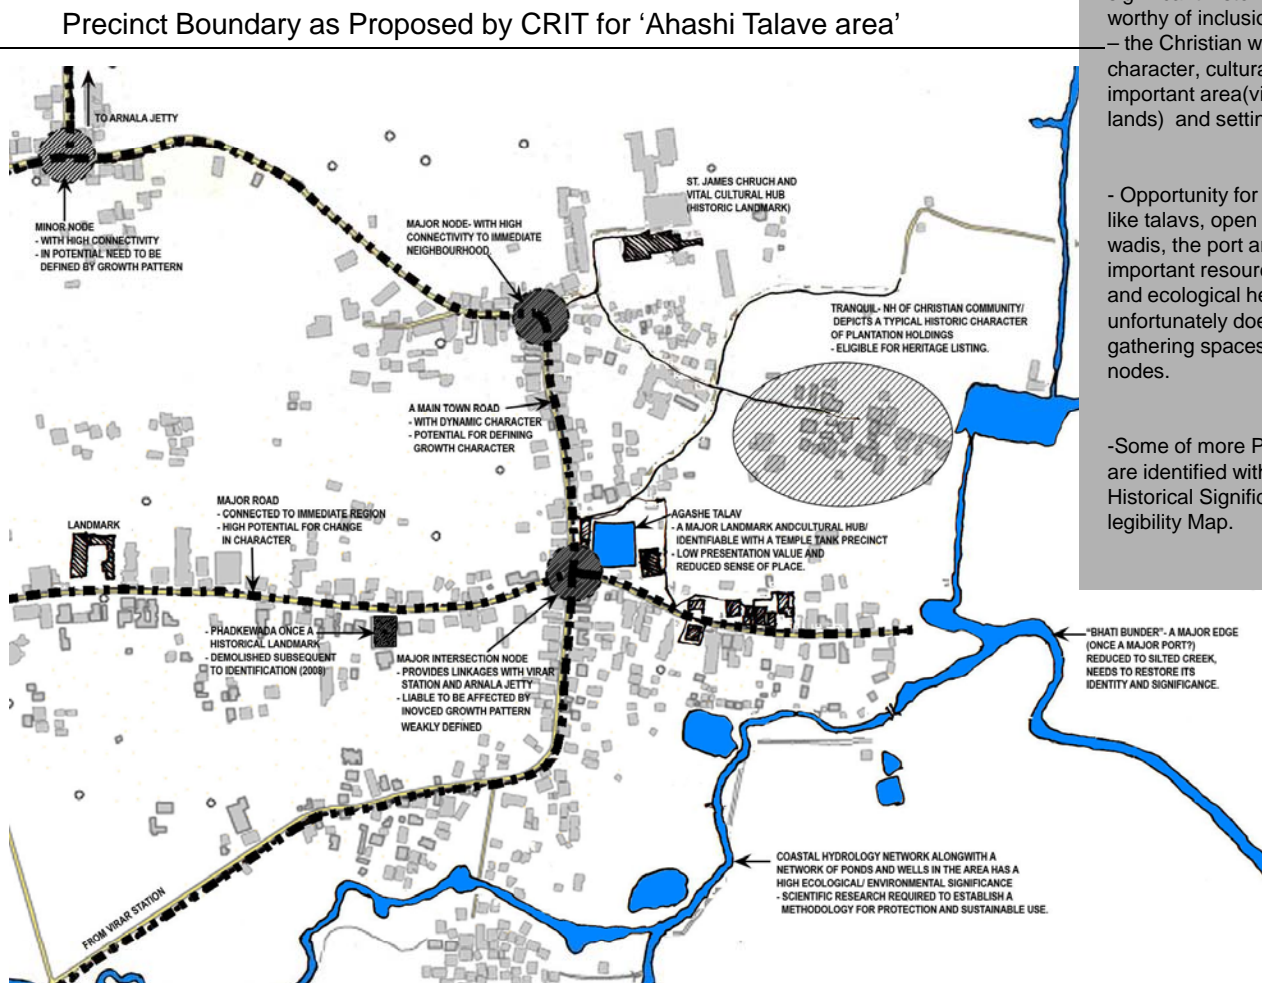 Precinct Boundary as Proposed by CRIT for ‘Ahashi Talave area’
worthy of
– the Christian
character,
important
lands) and
- Opportunity for
like talavs, open
wadis, the port
important
and ecological
unfortunately
gathering spaces
nodes.
-Some of more
are identified
Historical
legibility Map.
TO ARNALA JETTY
MINOR NODE
- WITH HIGH CONNECTIVITY
- IN POTENTIAL NEED TO BE
DEFINED BY GROWTH PATTERN
MAJOR NODE- WITH HIGH
CONNECTIVITY TO IMMEDIATE
NEIGHBOURHOOD.
ST. JAMES CHRUCH AND
VITAL CULTURAL HUB
(HISTORIC LANDMARK)
TRANQUIL- NH OF CHRISTIAN COMMUNITY/
DEPICTS A TYPICAL HISTORIC CHARACTER
OF PLANTATION HOLDINGS
- ELIGIBLE FOR HERITAGE LISTING.
A MAIN TOWN ROAD
- WITH DYNAMIC CHARACTER
- POTENTIAL FOR DEFINING
GROWTH CHARACTER
MAJOR ROAD
- CONNECTED TO IMMEDIATE REGION
- HIGH POTENTIAL FOR CHANGE
IN CHARACTER
LANDMARK
AGASHE TALAV
- A MAJOR LANDMARK ANDCULTURAL HUB/
IDENTIFIABLE WITH A TEMPLE TANK PRECINCT
- LOW PRESENTATION VALUE AND
REDUCED SENSE OF PLACE.
- PHADKEWADA ONCE A
HISTORICAL LANDMARK
- DEMOLISHED SUBSEQUENT
TO IDENTIFICATION (2008)
MAJOR INTERSECTION NODE
- PROVIDES LINKAGES WITH VIRAR
STATION AND ARNALA JETTY
- LIABLE TO BE AFFECTED BY
INOVCED GROWTH PATTERN
WEAKLY DEFINED
“BHATI BUNDER”- A MAJOR EDGE
(ONCE A MAJOR PORT?)
REDUCED TO SILTED CREEK,
NEEDS TO RESTORE ITS
IDENTITY AND SIGNIFICANCE.
COASTAL HYDROLOGY NETWORK ALONGWITH A
NETWORK OF PONDS AND WELLS IN THE AREA HAS A
HIGH ECOLOGICAL/ ENVIRONMENTAL SIGNIFICANCE
- SCIENTIFIC RESEARCH REQUIRED TO ESTABLISH A
METHODOLOGY FOR PROTECTION AND SUSTAINABLE USE.
FROM VIRAR STATION